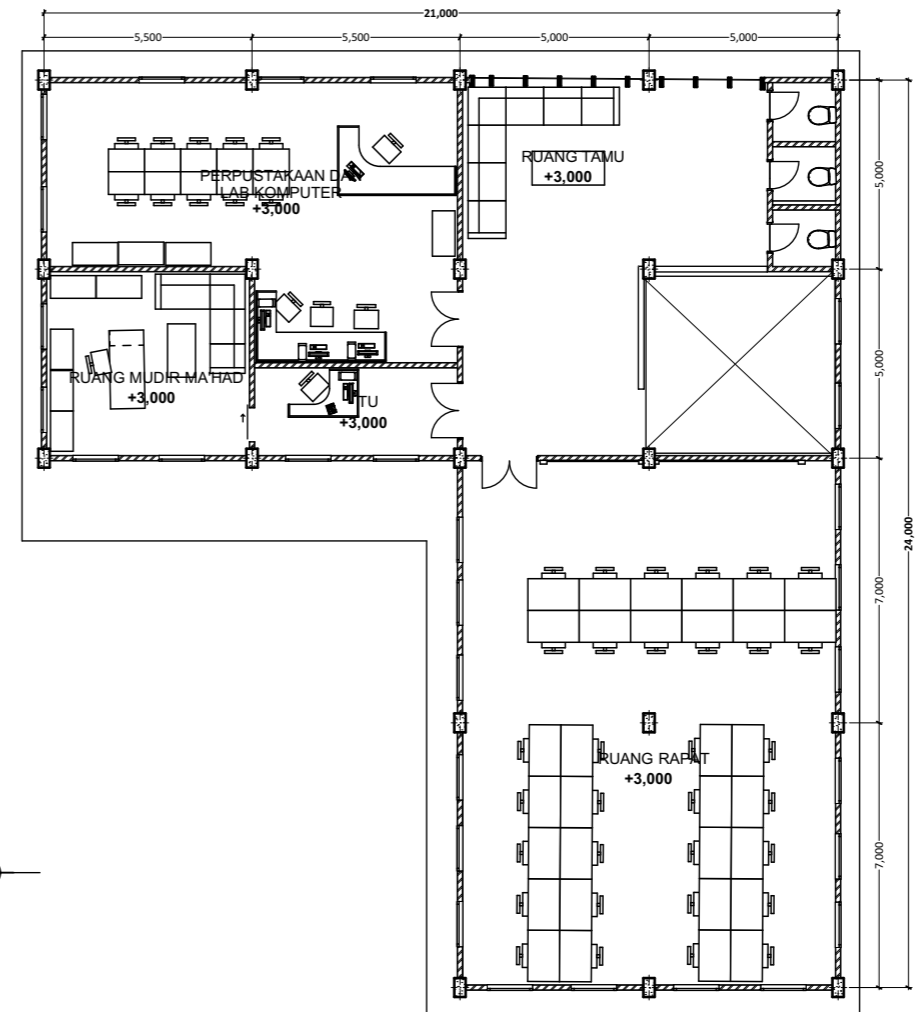 21,000
5,500
5,500
5,000
5,000
RUANG TAMU
+3,000
PERPUSTAKAAN DAN
LAB KOMPUTER
+3,000
5,000
RUANG MUDIR MA'HAD
+3,000
TU
+3,000
5,000
24,000
7,000
RUANG RAPAT
+3,000
7,000